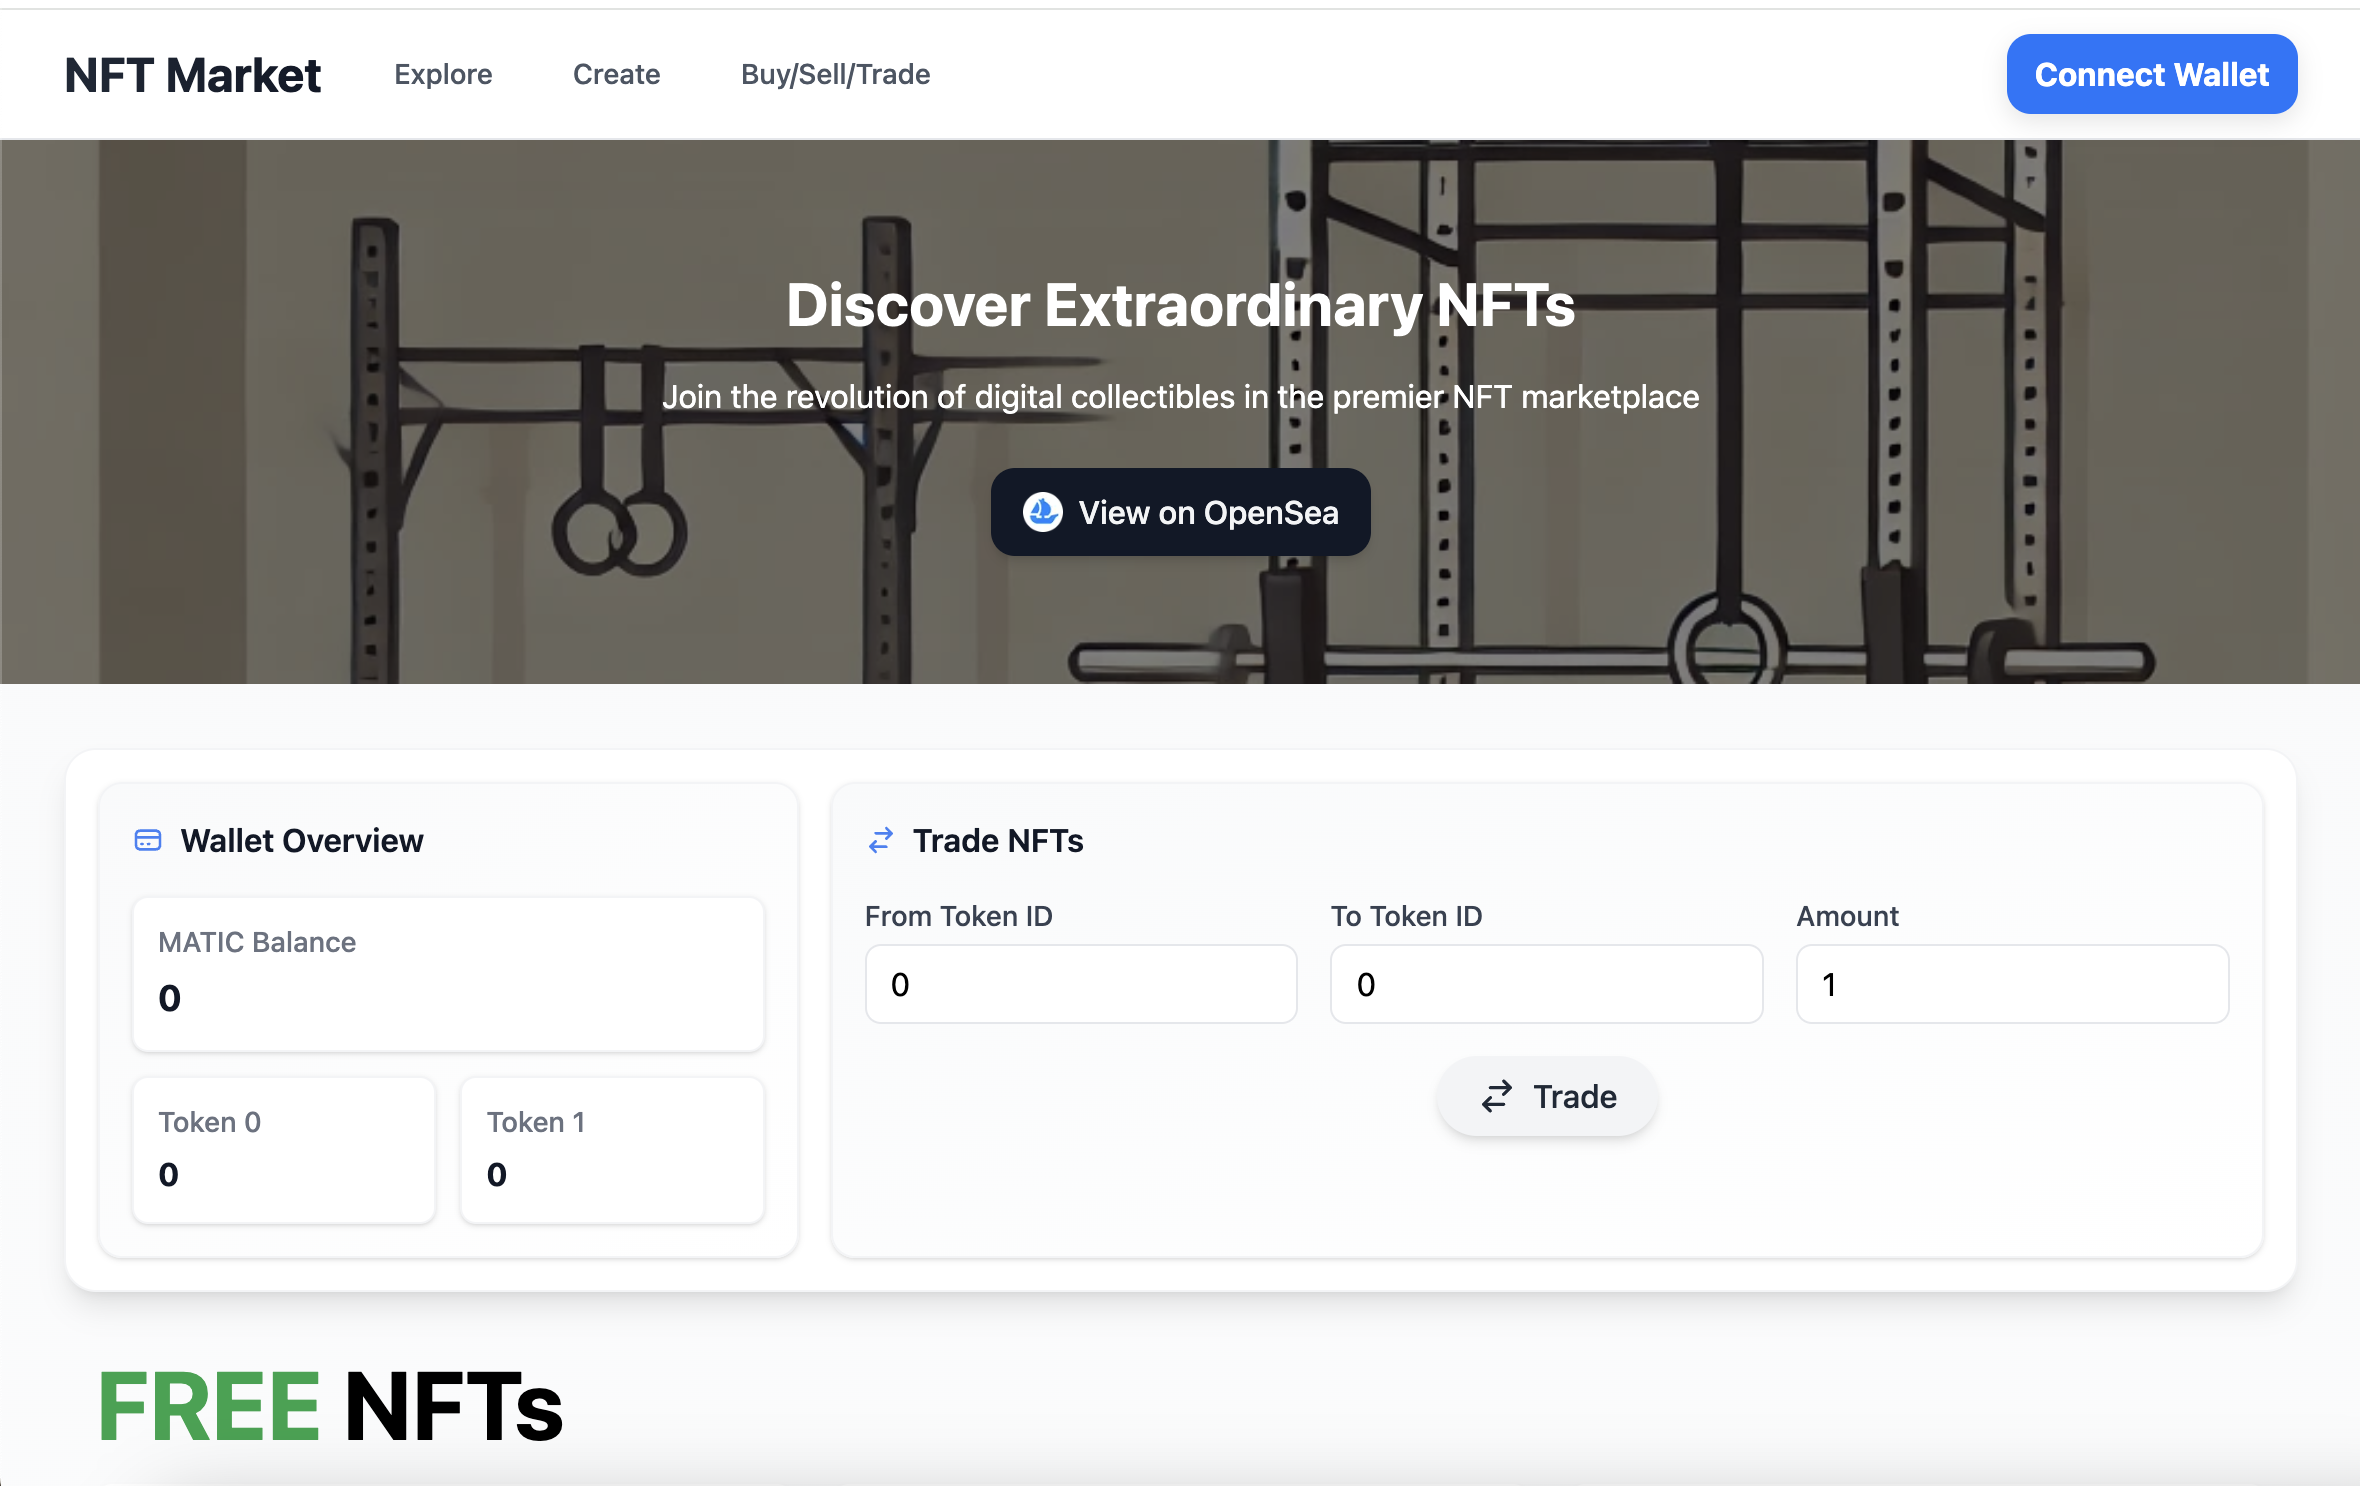 NFT Market Explore Create Buy/Sell/Trade Connect Wallet
Discover Extraordinary NFTs
Join the revolution of digital collectibles in the premier NFT marketplace
View on OpenSea
Wallet Overview
MATIC Balance
0
Token 0
0
Token 1
0
Trade NFTs
From Token ID
0
To Token ID
0
Amount
1
Trade
FREE NFTs